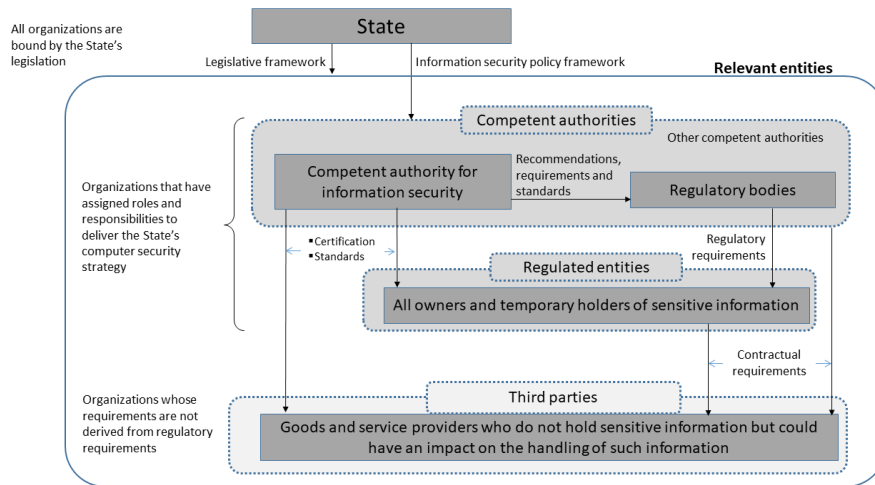 All organizations are
bound by the State's
legislation
State
Legislative framework
Information security policy framework
Relevant entities
Competent authorities
Other competent authorities
Competent authority for
information security
Recommendations,
requirements and
standards
Regulatory bodies
Organizations that have
assigned roles and
responsibilities to
deliver the State's
computer security
strategy
▪Certification
▪Standards
Regulatory
requirements
Regulated entities
All owners and temporary holders of sensitive information
Contractual
requirements
Organizations whose
requirements are not
derived from regulatory
requirements
Third parties
Goods and service providers who do not hold sensitive information but could
have an impact on the handling of such information